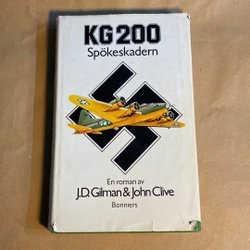 KG 200
Spökeskadern
En roman av
J.D. Gilman & John Clive
Bonniers